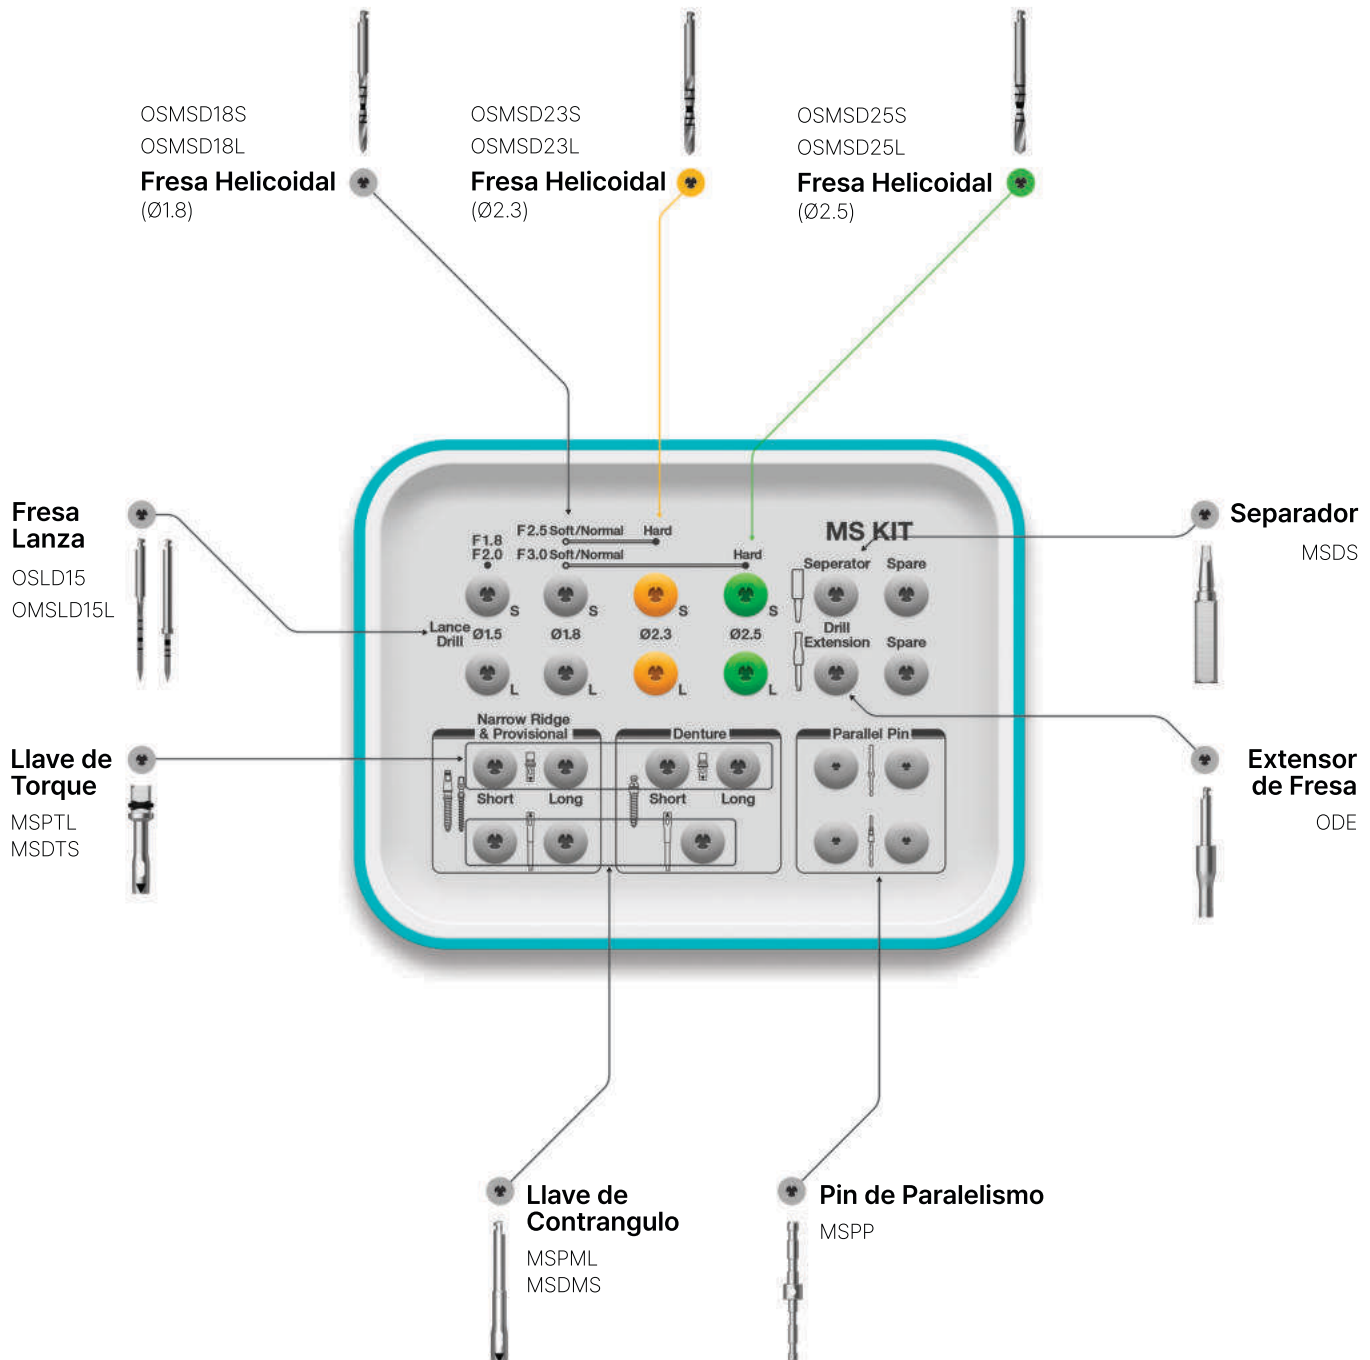 OSMSD18S
OSMSD18L
Fresa Helicoidal
(Ø1.8)
OSMSD23S
OSMSD23L
Fresa Helicoidal
(Ø2.3)
OSMSD25S
OSMSD25L
Fresa Helicoidal
(Ø2.5)
Fresa
Lanza
OSLD15
OMSLD15L
Llave de
Torque
MSPTL
MSDTS
F1.8
F2.0
F2.5 Soft/Normal
Hard
F3.0 Soft/Normal
Hard
MS KIT
Seperator
Spare
S
S
S
S
Lance
Drill
Ø1.5
Ø1.8
Ø2.3
Ø2.5
Drill
Extension
Spare
L
L
L
L
Narrow Ridge
& Provisional
Denture
Parallel Pin
Short
Long
Short
Long
Separador
MSDS
Extensor
de Fresa
ODE
Llave de
Contrangulo
MSPML
MSDMS
Pin de Paralelismo
MSPP